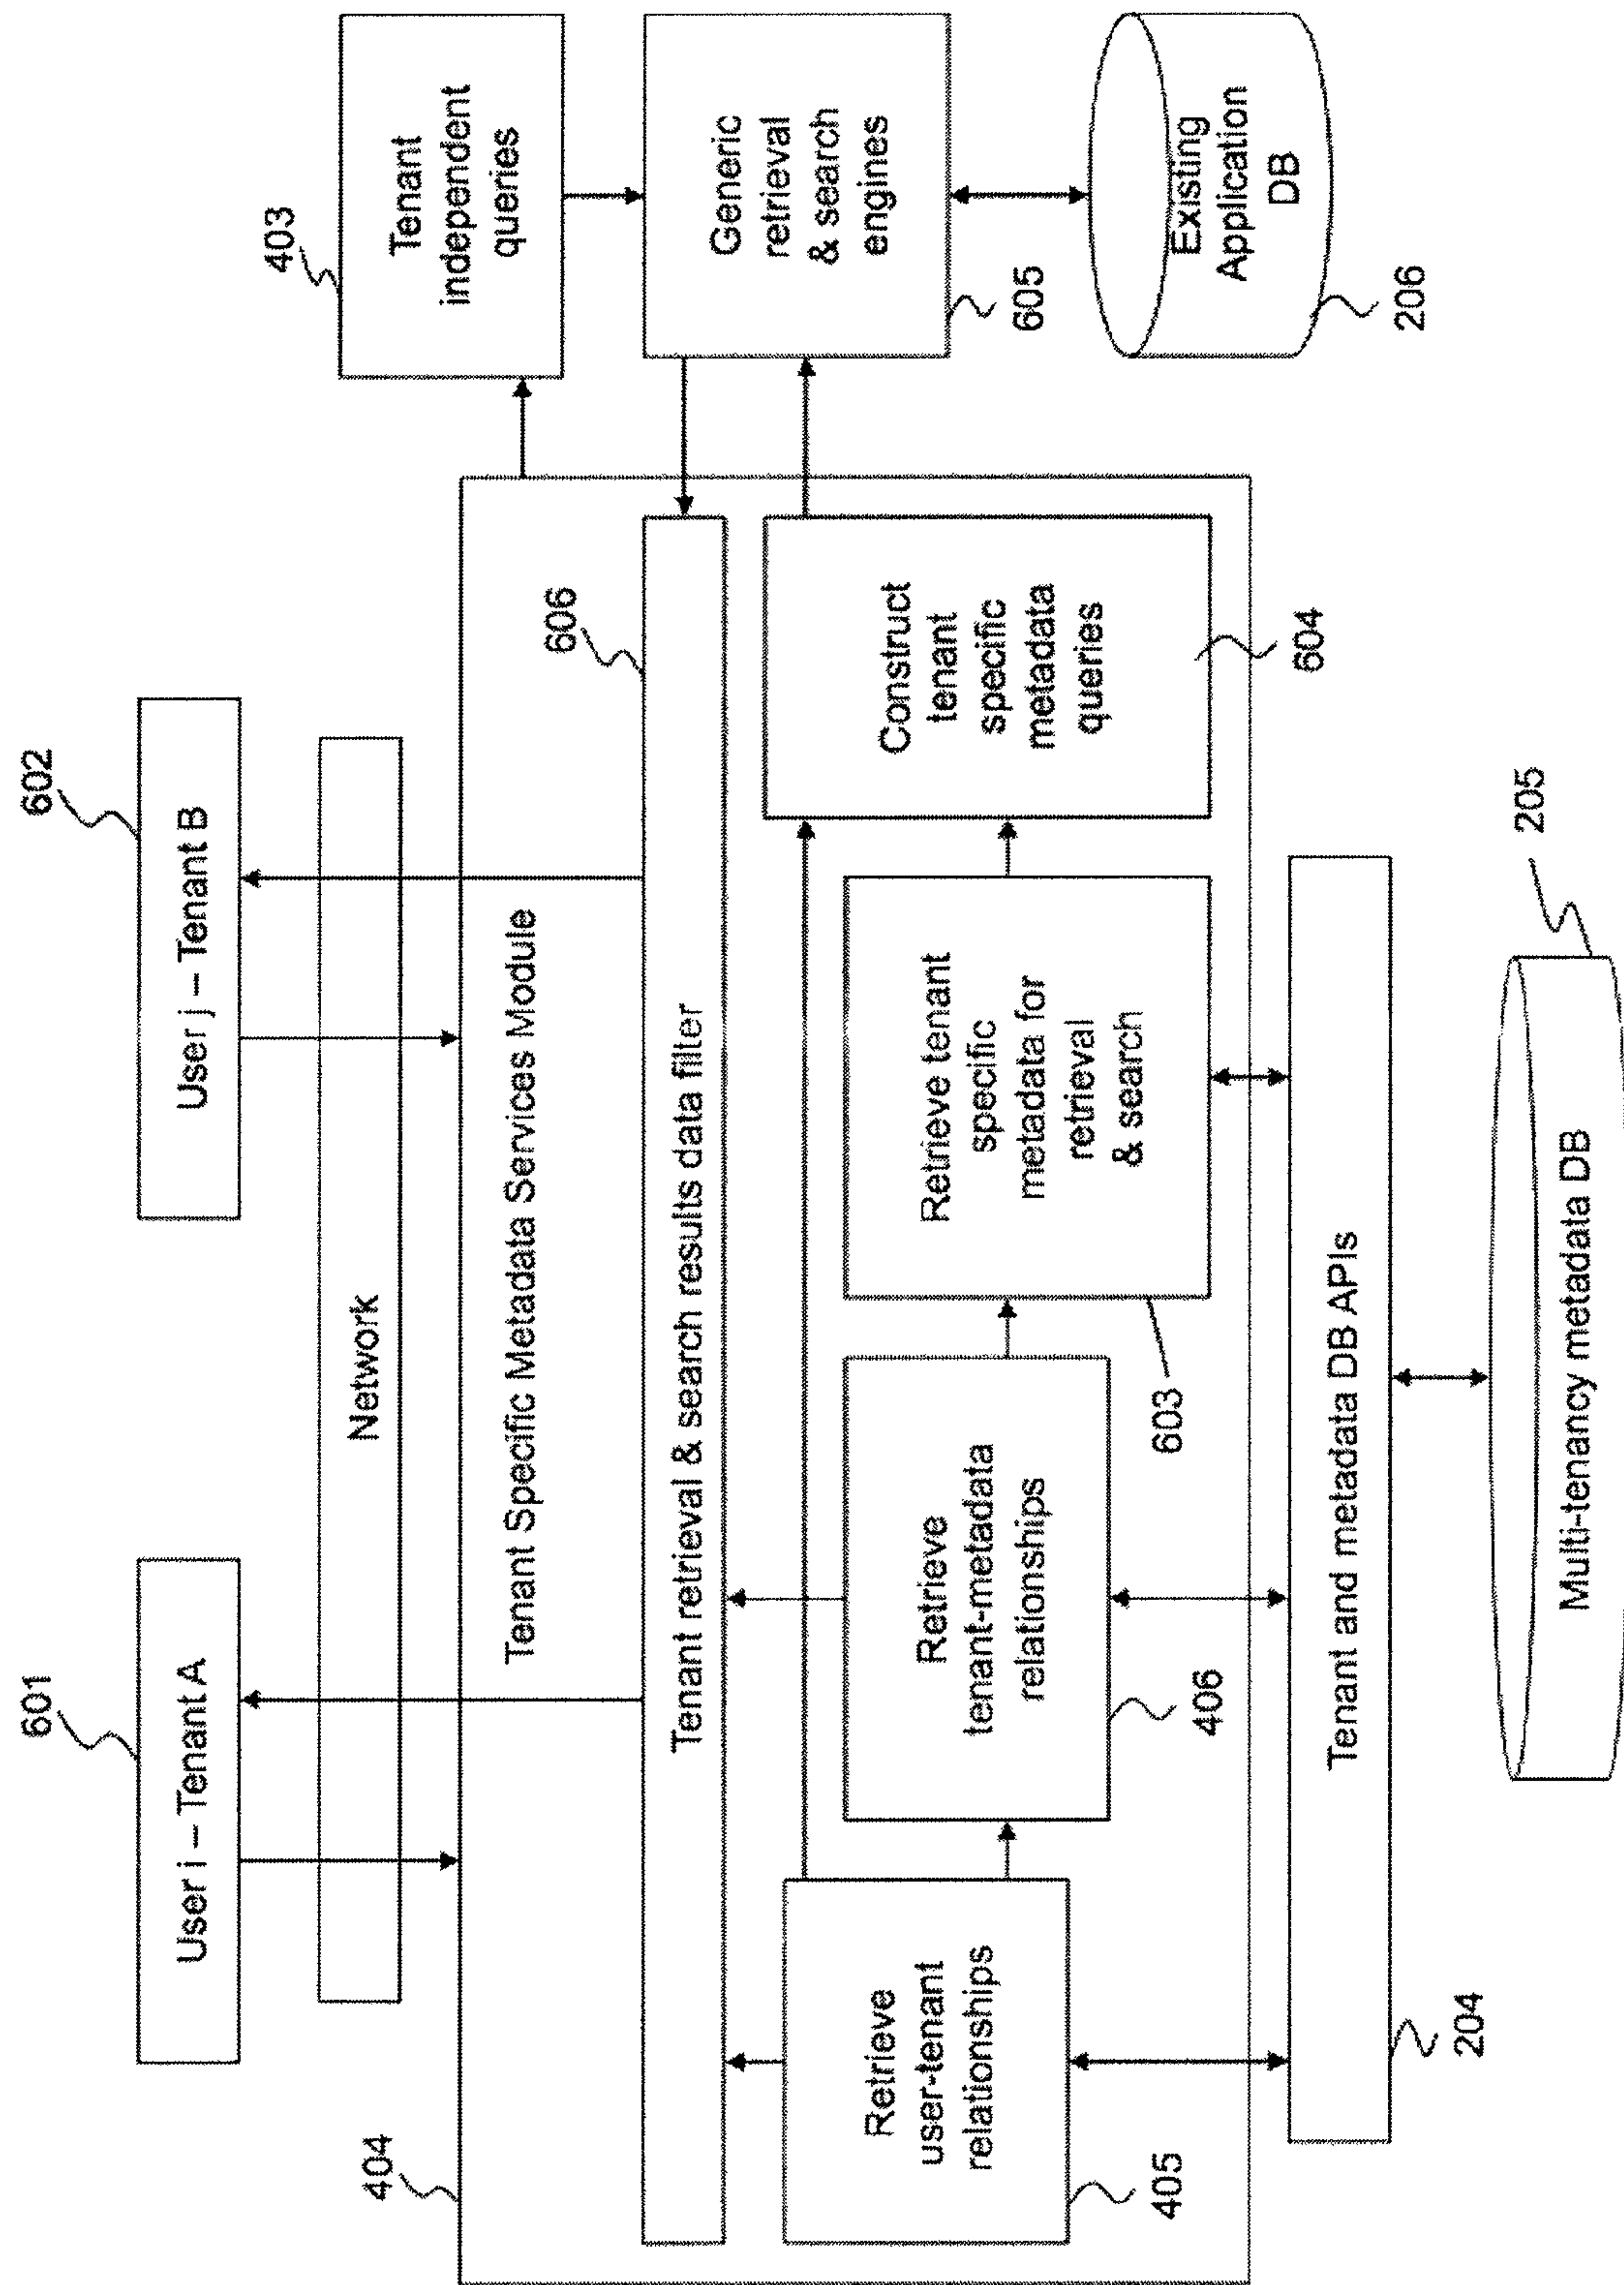 601
User i – Tenant A
602
User j – Tenant B
Network
404
Tenant Specific Metadata Services Module
403
Tenant
independent
queries
606
Tenant retrieval & search results data filter
Generic
retrieval
& search
engines
605
Retrieve
user-tenant
relationships
405
Retrieve
tenant-metadata
relationships
406
Retrieve tenant
specific
metadata for
retrieval
& search
603
Construct
tenant
specific
metadata
queries
604
Existing
Application
DB
206
Tenant and metadata DB APIs
204
Multi-tenancy metadata DB
205